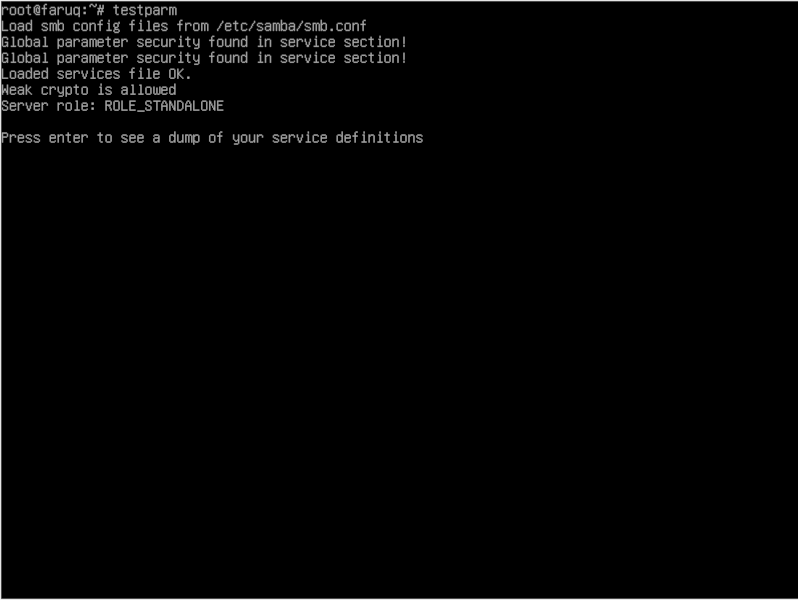 root@faruq:~# testparm
Load smb config files from /etc/samba/smb.conf
Global parameter security found in service section!
Global parameter security found in service section!
Loaded services file OK.
Weak crypto is allowed
Server role: ROLE_STANDALONE
Press enter to see a dump of your service definitions